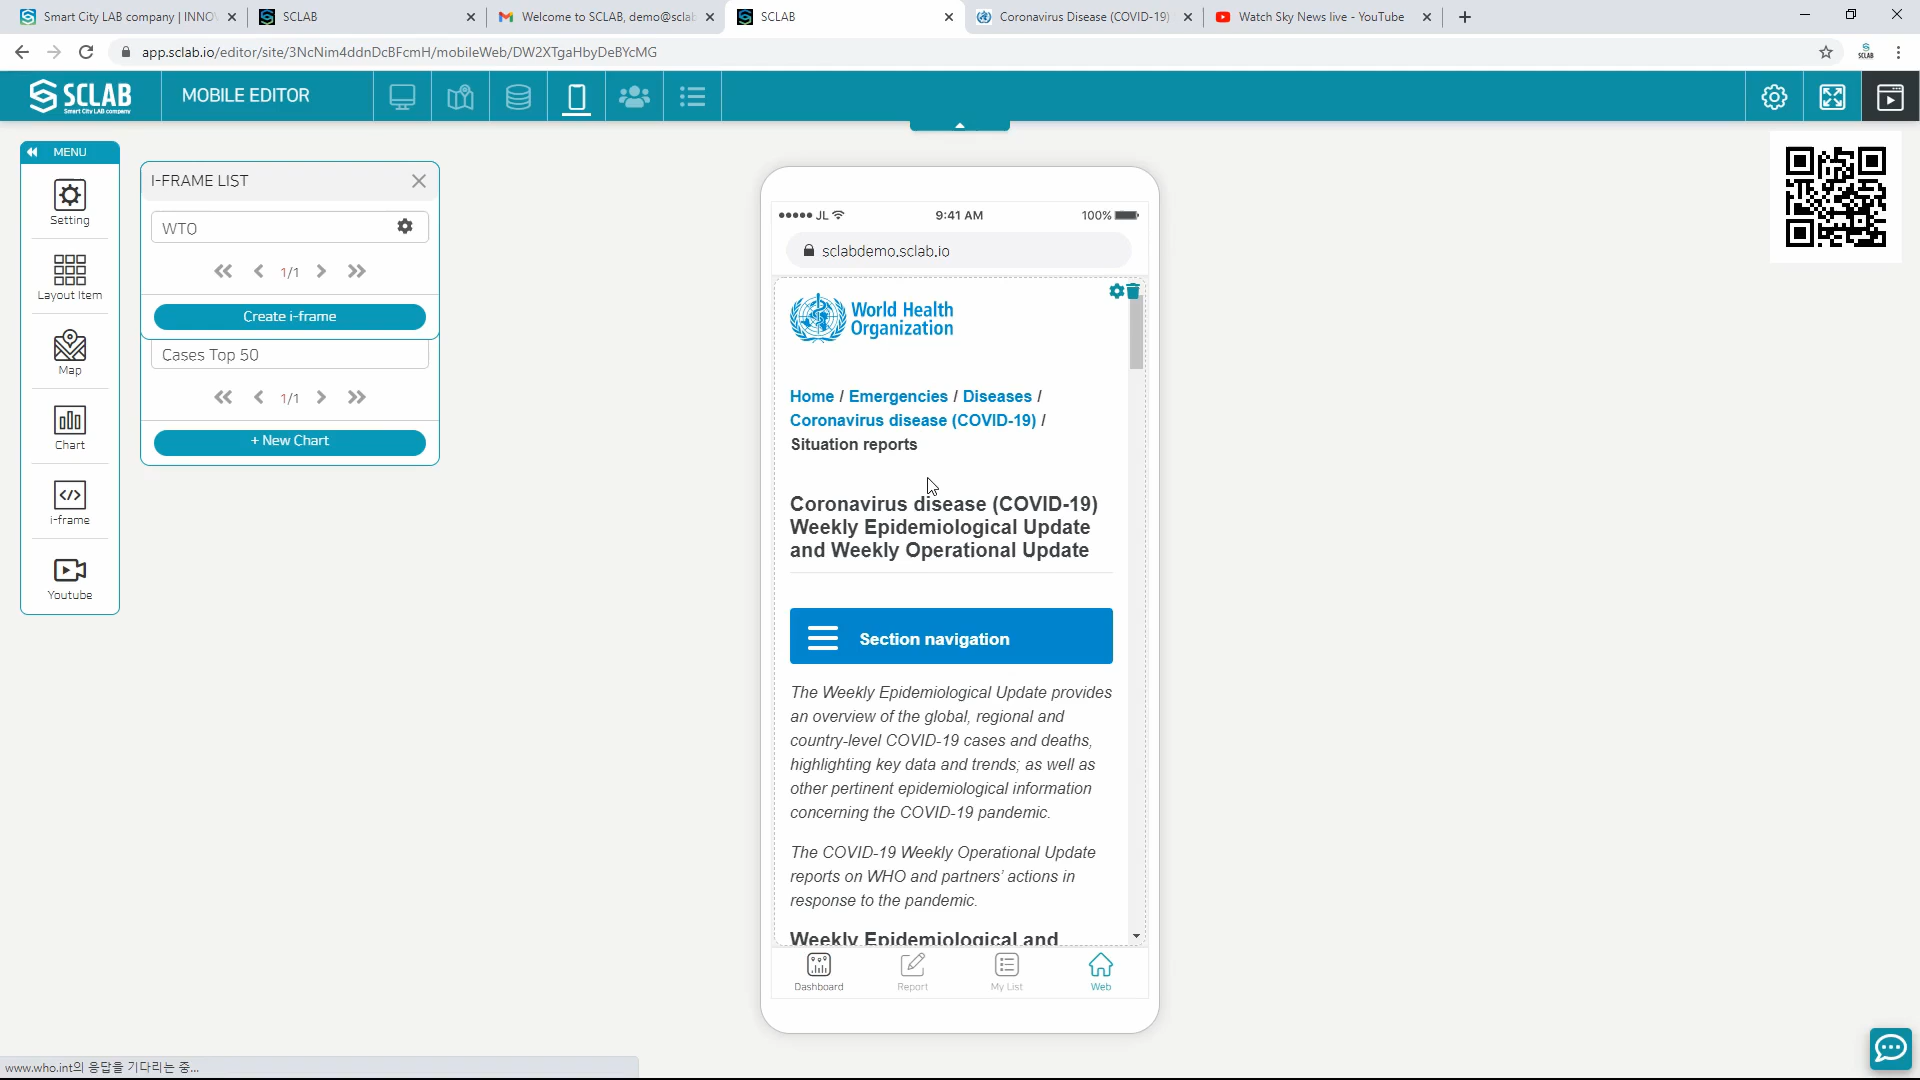 Smart City LAB company | INNO
SCLAB
Welcome to SCLAB, demo@scla
SCLAB
Coronavirus Disease (COVID-19)
Watch Sky News live - YouTube
app.sclab.io/editor/site/3NcNim4ddnDcBFcmH/mobileWeb/DW2XTgaHbyDeBYcMG
SCLAB
SCLAB
Smart City LAB company
MOBILE EDITOR
MENU
Setting
Layout Item
Map
Chart
i-frame
Youtube
I-FRAME LIST
WTO
1/1
Create i-frame
Cases Top 50
1/1
+ New Chart
JL
9:41 AM
100%
sclabdemo.sclab.io
World Health
Organization
Home / Emergencies / Diseases /
Coronavirus disease (COVID-19) /
Situation reports
Coronavirus disease (COVID-19)
Weekly Epidemiological Update
and Weekly Operational Update
Section navigation
The Weekly Epidemiological Update provides
an overview of the global, regional and
country-level COVID-19 cases and deaths,
highlighting key data and trends; as well as
other pertinent epidemiological information
concerning the COVID-19 pandemic.
The COVID-19 Weekly Operational Update
reports on WHO and partners' actions in
response to the pandemic.
Weekly Epidemiological and
Dashboard
Report
My List
Web
www.who.int의 응답을 기다리는 중...